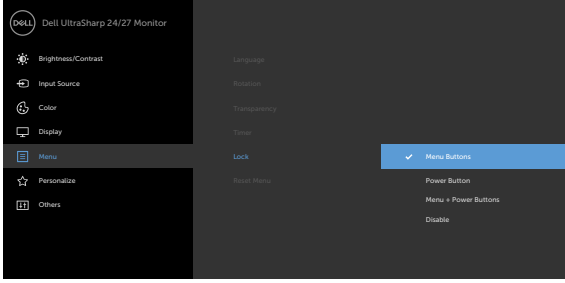 DELL
Dell UltraSharp 24/27 Monitor
Brightness/Contrast
Input Source
Color
Display
Menu
Personalize
Others
Language
Rotation
Transparency
Timer
Lock
Reset Menu
Menu Buttons
Power Button
Menu + Power Buttons
Disable